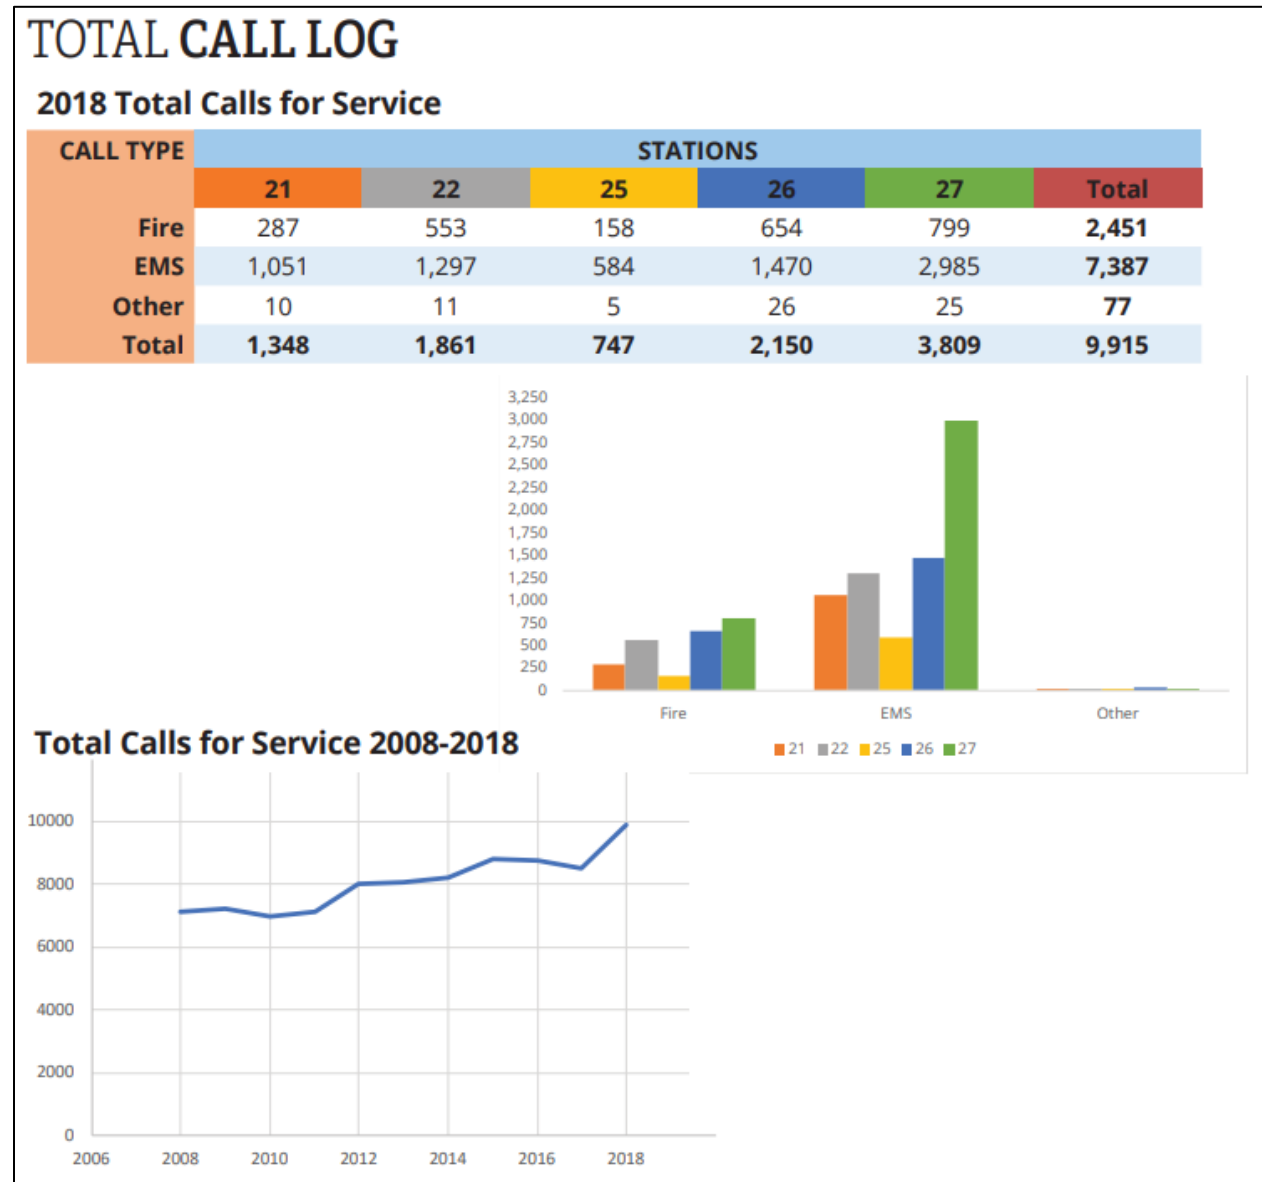 TOTAL CALL LOG
2018 Total Calls for Service
CALL TYPE STATIONS
21 22 25 26 27 Total
Fire 287 553 158 654 799 2,451
EMS 1,051 1,297 584 1,470 2,985 7,387
Other 10 11 5 26 25 77
Total 1,348 1,861 747 2,150 3,809 9,915
3,250
3,000
2,750
2,500
2,250
2,000
1,750
1,500
1,250
1,000
750
500
250
0
Fire EMS Other
21 22 25 26 27
Total Calls for Service 2008-2018
10000
8000
6000
4000
2000
0
2006 2008 2010 2012 2014 2016 2018